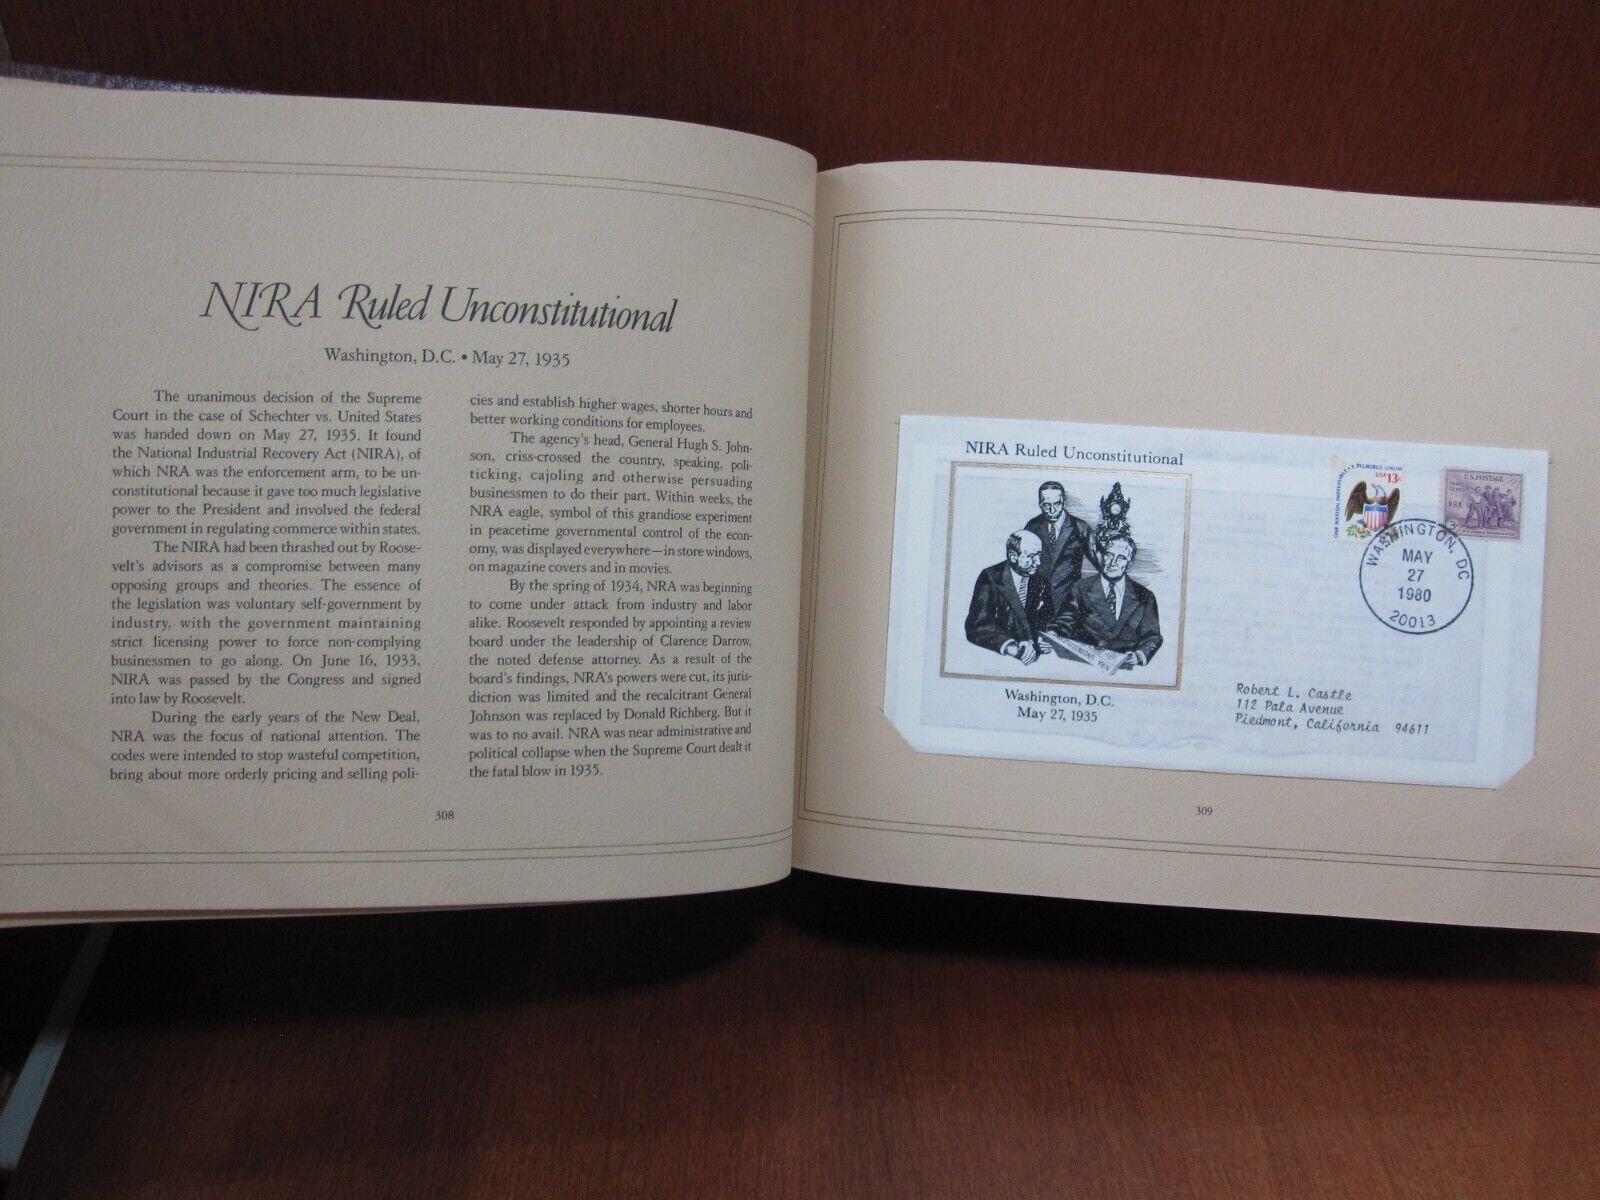 NIRA Ruled Unconstitutional
Washington, D.C. • May 27, 1935
The unanimous decision of the Supreme
Court in the case of Schechter vs. United States
was handed down on May 27, 1935. It found
the National Industrial Recovery Act (NIRA), of
which NRA was the enforcement arm, to be un-
constitutional because it gave too much legislative
power to the President and involved the federal
government in regulating commerce within states.
The NIRA had been thrashed out by Roose-
velt's advisors as a compromise between many
opposing groups and theories. The essence of
the legislation was voluntary self-government by
industry, with the government maintaining
strict licensing power to force non-complying
businessmen to go along. On June 16, 1933,
NIRA was passed by the Congress and signed
into law by Roosevelt.
During the early years of the New Deal,
NRA was the focus of national attention. The
codes were intended to stop wasteful competition,
bring about more orderly pricing and selling poli-
cies and establish higher wages, shorter hours and
better working conditions for employees.
The agency's head, General Hugh S. John-
son, criss-crossed the country, speaking, poli-
ticking, cajoling and otherwise persuading
businessmen to do their part. Within weeks, the
NRA eagle, symbol of this grandiose experiment
in peacetime governmental control of the econ-
omy, was displayed everywhere—in store windows,
on magazine covers and in movies.
By the spring of 1934, NRA was beginning
to come under attack from industry and labor
alike. Roosevelt responded by appointing a review
board under the leadership of Clarence Darrow,
the noted defense attorney. As a result of the
board's findings, NRA's powers were cut, its juris-
diction was limited and the recalcitrant General
Johnson was replaced by Donald Richberg. But it
was to no avail. NRA was near administrative and
political collapse when the Supreme Court dealt it
the fatal blow in 1935.
308
NIRA Ruled Unconstitutional
NIRA
UNCONSTITUTIONAL
Washington, D.C.
May 27, 1935
ONE NATION INDIVISIBLE • E PLURIBUS UNUM
USA 13c
U.S. POSTAGE
NRA
3c
WASHINGTON, DC
MAY
27
1980
20013
Robert L. Castle
112 Pala Avenue
Piedmont, California 94611
309